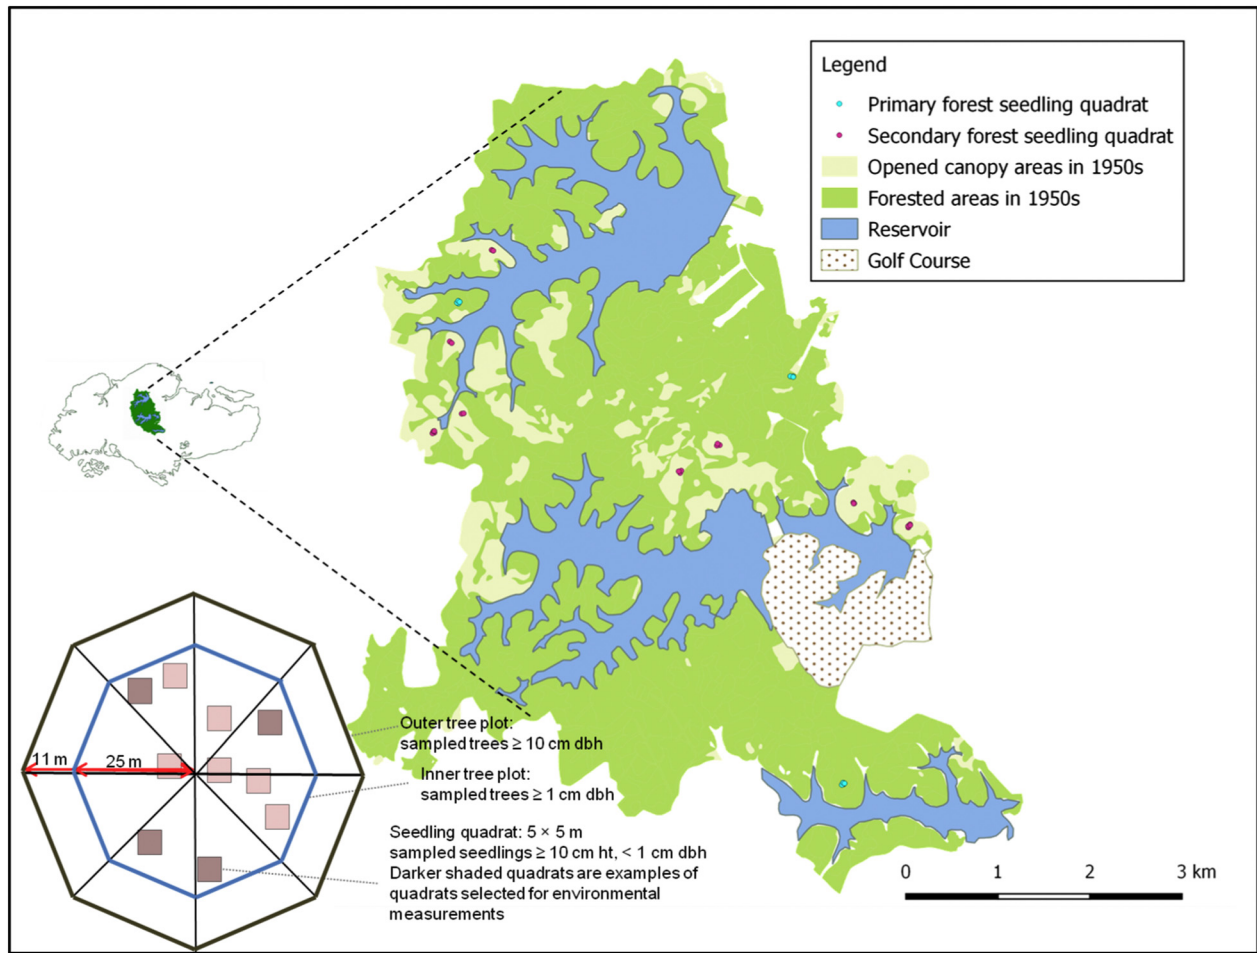 Legend
Primary forest seedling quadrat
Secondary forest seedling quadrat
Opened canopy areas in 1950s
Forested areas in 1950s
Reservoir
Golf Course
11 m
25 m
Outer tree plot:
sampled trees ≥ 10 cm dbh
Inner tree plot:
sampled trees ≥ 1 cm dbh
Seedling quadrat: 5 × 5 m
sampled seedlings ≥ 10 cm ht, < 1 cm dbh
Darker shaded quadrats are examples of
quadrats selected for environmental
measurements
0 1 2 3 km